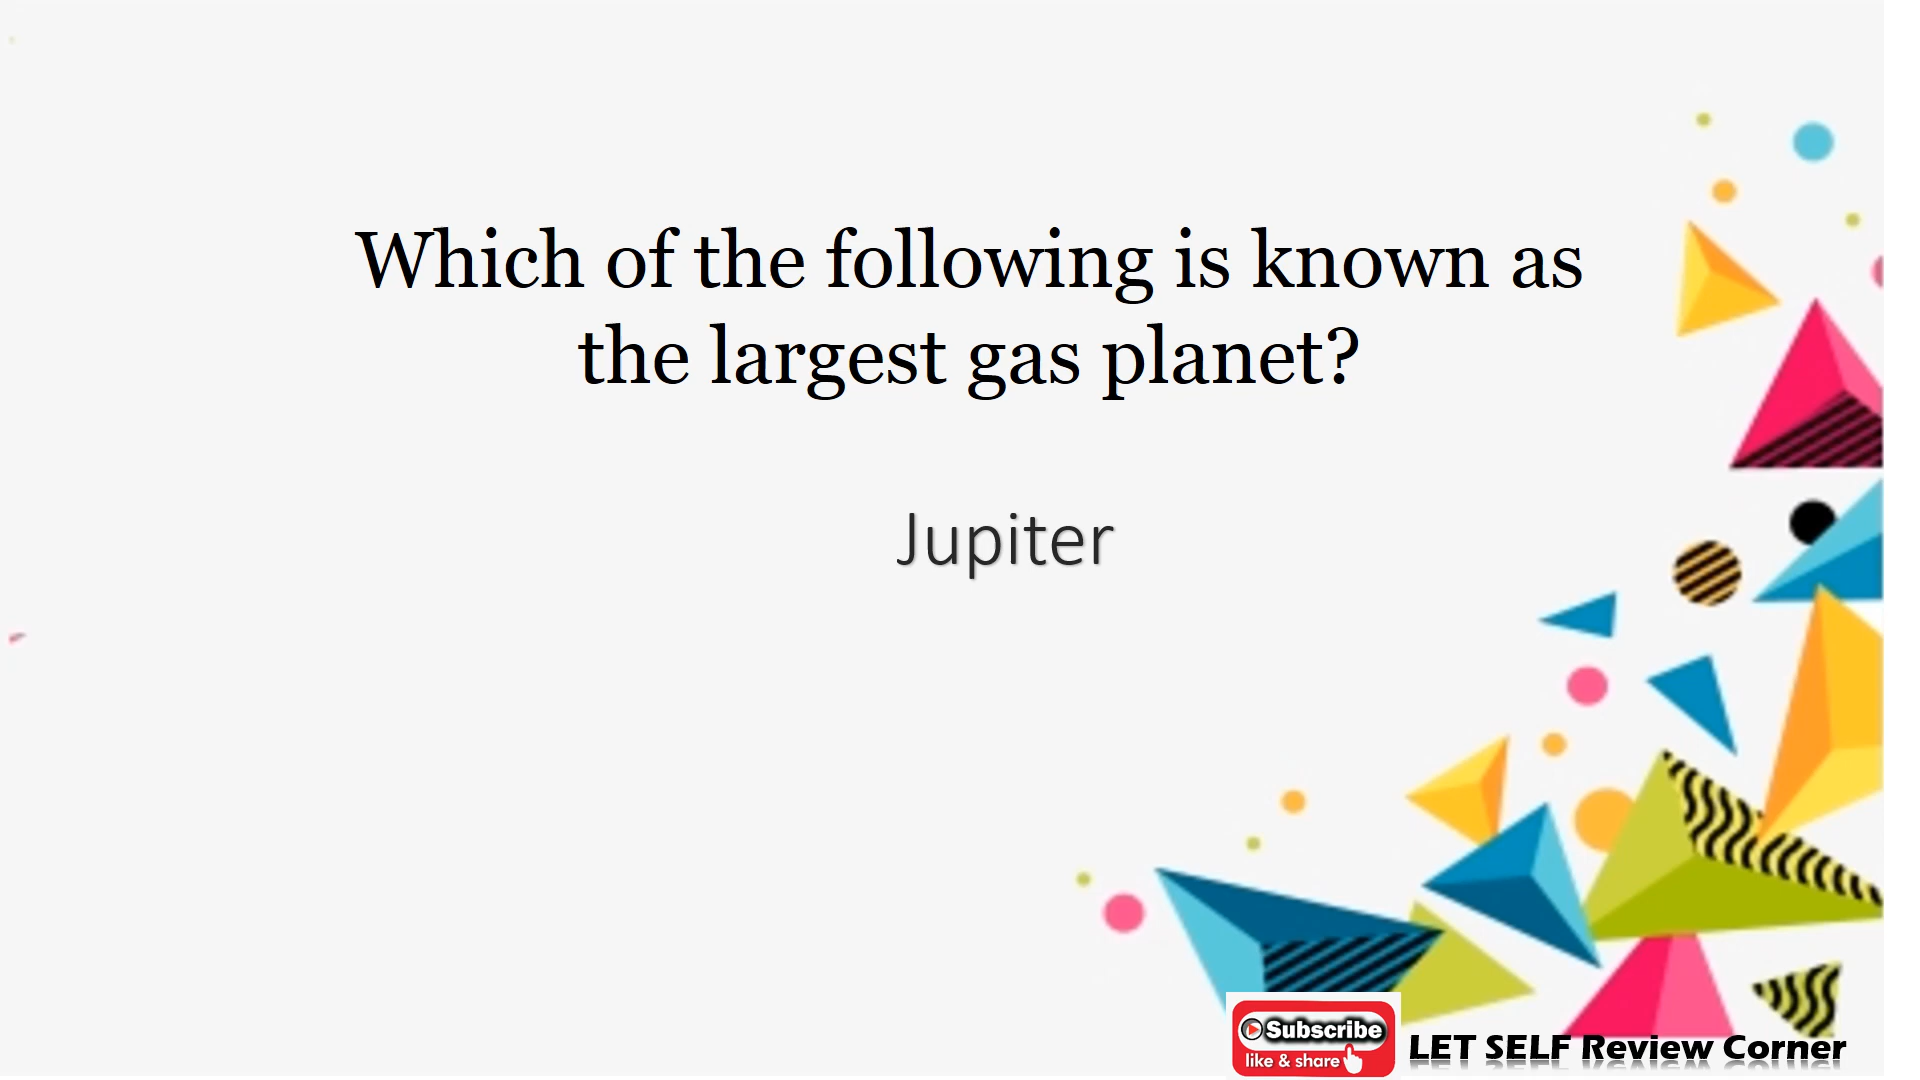 Which of the following is known as
the largest gas planet?
Jupiter
Subscribe
like & share
LET SELF Review Corner